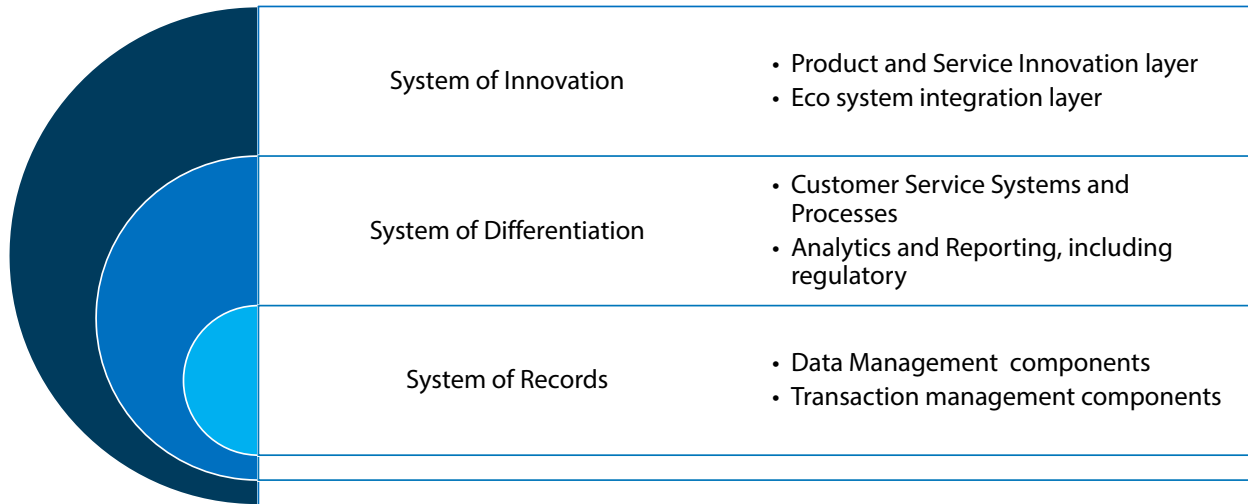 System of Innovation
• Product and Service Innovation layer
• Eco system integration layer
System of Differentiation
• Customer Service Systems and
Processes
• Analytics and Reporting, including
regulatory
System of Records
• Data Management  components
• Transaction management components